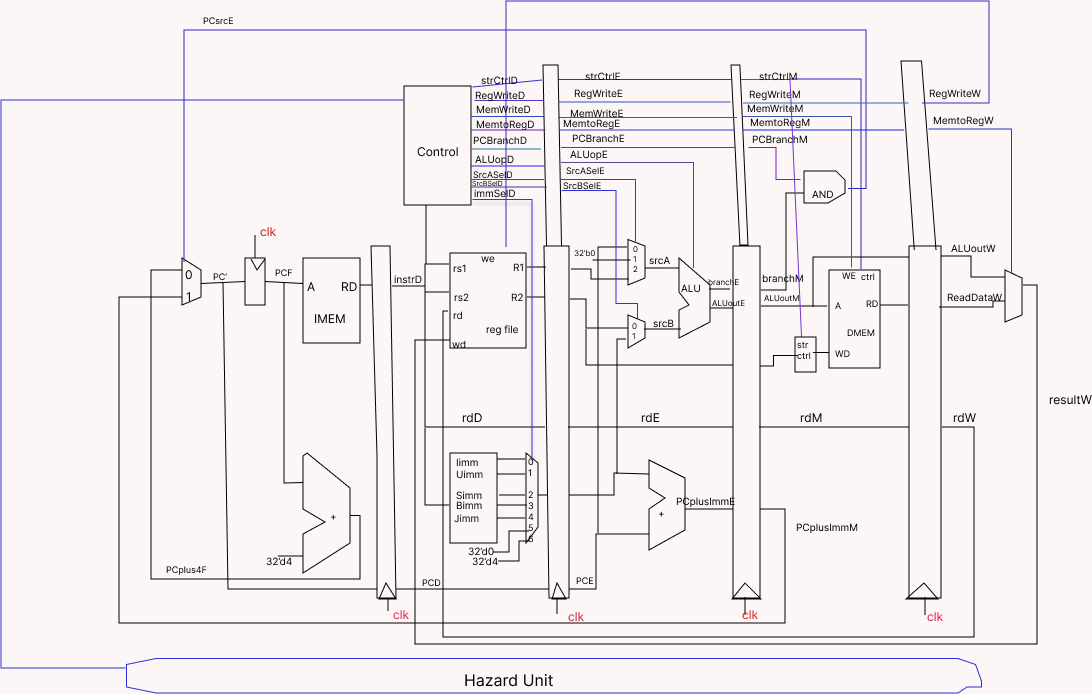 PCsrcE
strCtrlD
strCtrlE
strCtrlM
RegWriteD
RegWriteE
RegWriteM
RegWriteW
MemWriteD
MemWriteE
MemWriteM
MemtoRegD
MemtoRegE
MemtoRegM
MemtoRegW
Control
PCBranchD
PCBranchE
PCBranchM
ALUopD
ALUopE
SrcASelD
SrcASelE
SrcBSelD
SrcBSelE
immSelD
AND
clk
0
1
PC'
PCF
A
RD
IMEM
instrD
we
rs1
R1
rs2
R2
rd
reg file
wd
32'b0
0
1
2
srcA
ALU
branchE
ALUoutE
0
1
srcB
branchM
ALUoutM
WE
ctrl
A
RD
DMEM
WD
str
ctrl
ALUoutW
ReadDataW
resultW
rdD
rdE
rdM
rdW
Iimm
Uimm
Simm
Bimm
Jimm
0
1
2
3
4
5
6
32'd0
32'd4
+
32'd4
PCplus4F
PCD
PCE
+
PCplusImmE
PCplusImmM
clk
clk
clk
clk
Hazard Unit